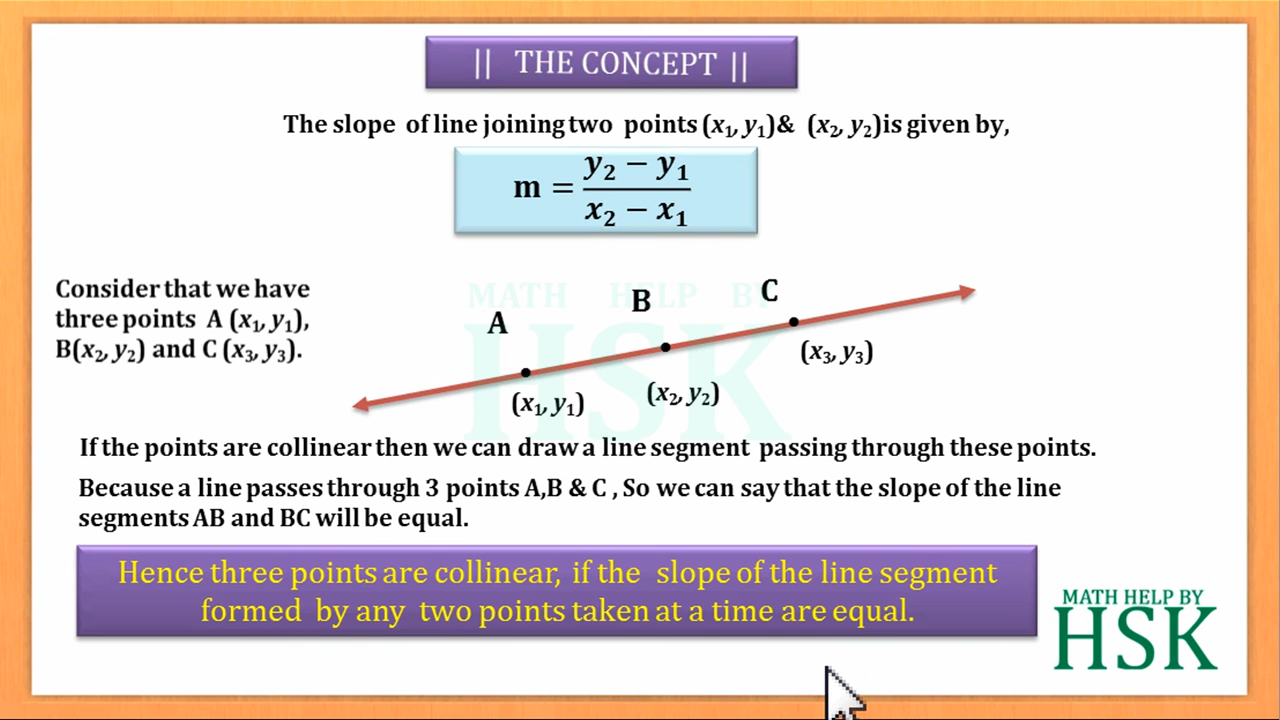 || THE CONCEPT ||
The slope of line joining two points (x₁, y₁)& (x₂, y₂)is given by,
m = (y₂ − y₁)/(x₂ − x₁)
Consider that we have
three points A (x₁, y₁),
B(x₂, y₂) and C (x₃, y₃).
MATH HELP BY
HSK
A
B
C
(x₁, y₁)
(x₂, y₂)
(x₃, y₃)
If the points are collinear then we can draw a line segment passing through these points.
Because a line passes through 3 points A,B & C , So we can say that the slope of the line
segments AB and BC will be equal.
Hence three points are collinear, if the slope of the line segment
formed by any two points taken at a time are equal.
MATH HELP BY
HSK